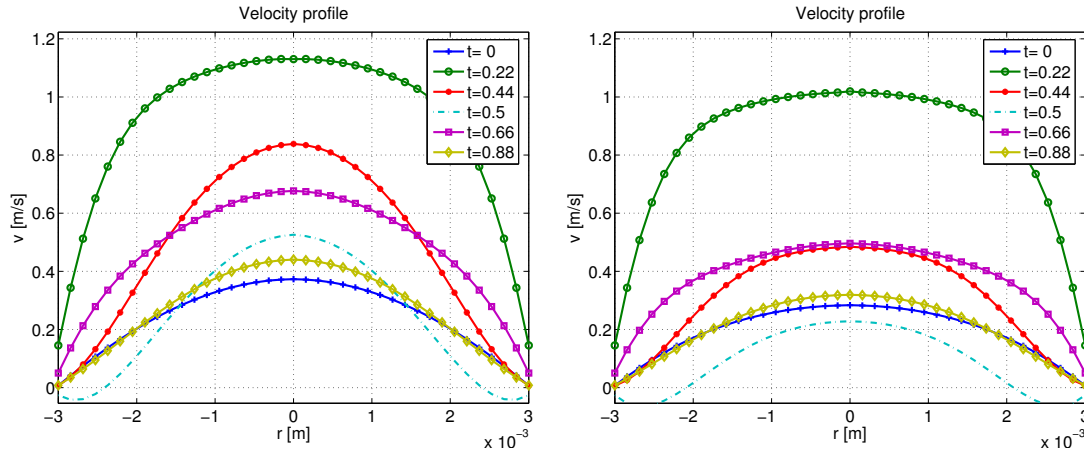 Velocity profile
1.2
1
0.8
0.6
0.4
0.2
0
v [m/s]
−3 −2 −1 0 1 2 3
r [m]
x 10⁻³
t= 0
t=0.22
t=0.44
t=0.5
t=0.66
t=0.88
Velocity profile
1.2
1
0.8
0.6
0.4
0.2
0
v [m/s]
−3 −2 −1 0 1 2 3
r [m]
x 10⁻³
t= 0
t=0.22
t=0.44
t=0.5
t=0.66
t=0.88